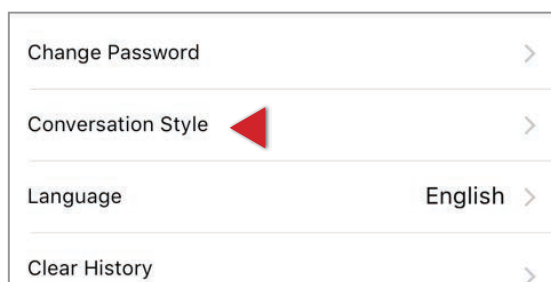 Change Password
Conversation Style
Language English
Clear History